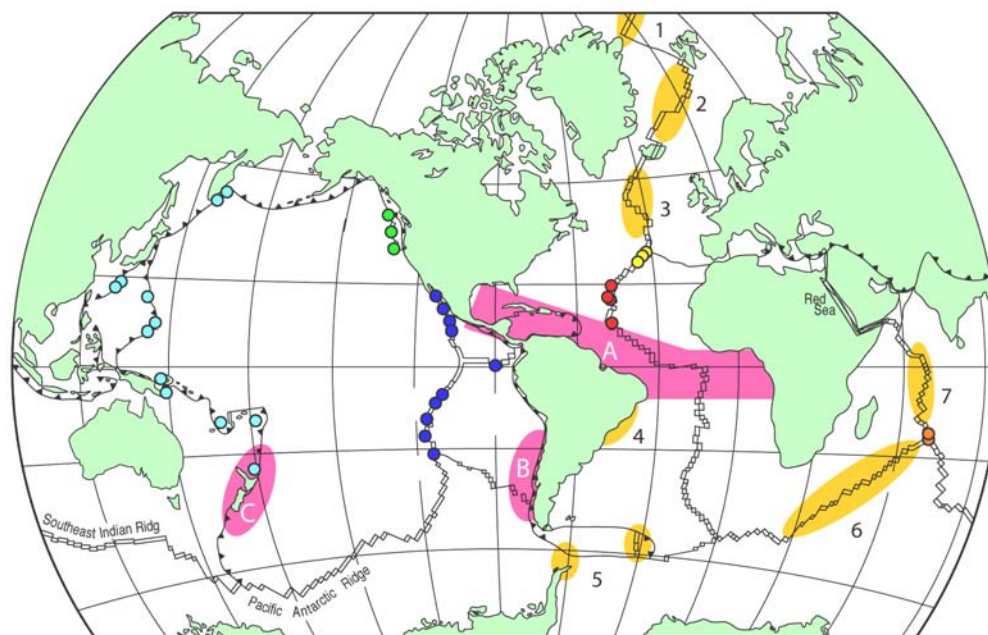 1
2
3
Red
Sea
A
7
4
B
C
6
Southeast Indian Ridg
5
Pacific Antarctic Ridge